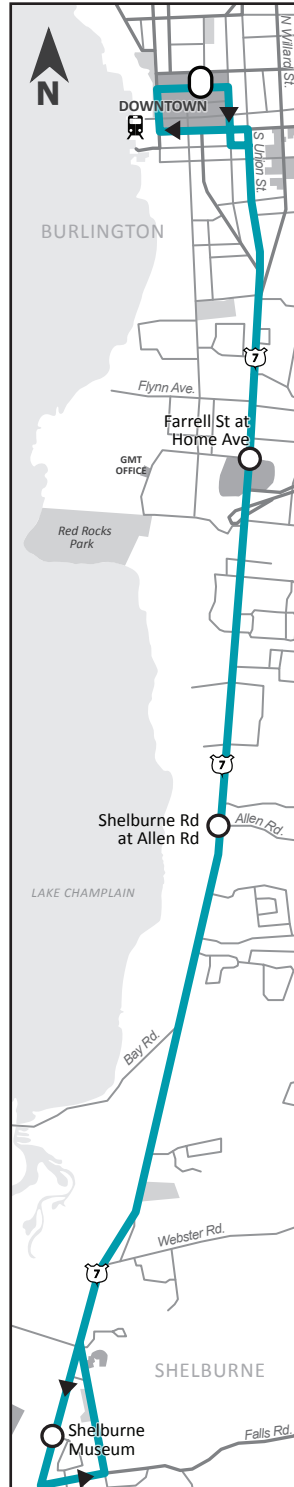 N
N Willard St.
DOWNTOWN
S Union St.
BURLINGTON
7
Flynn Ave.
Farrell St at
Home Ave
GMT
OFFICE
Red Rocks
Park
7
Shelburne Rd
at Allen Rd
Allen Rd.
LAKE CHAMPLAIN
Bay Rd.
Webster Rd.
7
SHELBURNE
Shelburne
Museum
Falls Rd.